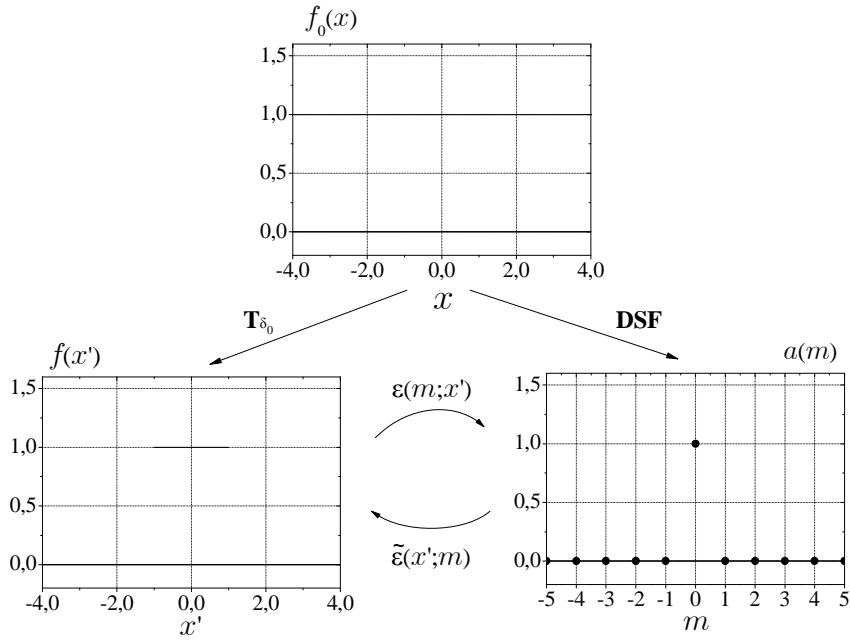 f₀(x)
1,5
1,0
0,5
0,0
-4,0 -2,0 0,0 2,0 4,0
x
T_δ₀ DSF
f(x')
1,5
1,0
0,5
0,0
-4,0 -2,0 0,0 2,0 4,0
x'
ε(m;x')
ε̃(x';m)
a(m)
1,5
1,0
0,5
0,0
-5 -4 -3 -2 -1 0 1 2 3 4 5
m